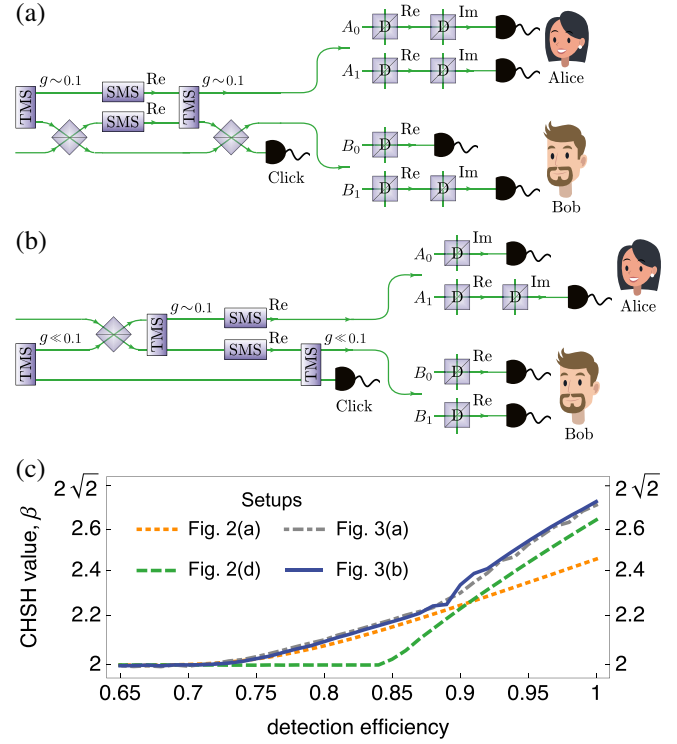 (a)
A₀ D Re D Im
Alice
A₁ D Re D Im
TMS g∼0.1 SMS Re TMS g∼0.1
SMS Re
Click
B₀ D Re
B₁ D Re D Im
Bob
(b)
A₀ D Im
A₁ D Re D Im
Alice
TMS g≪0.1 TMS g∼0.1 SMS Re
SMS Re TMS g≪0.1
Click
B₀ D Re
B₁ D Re
Bob
(c)
CHSH value, β
2√2 2√2
2.6 2.6
2.4 2.4
2.2 2.2
2 2
Setups
Fig. 2(a) Fig. 3(a)
Fig. 2(d) Fig. 3(b)
0.65 0.7 0.75 0.8 0.85 0.9 0.95 1
detection efficiency